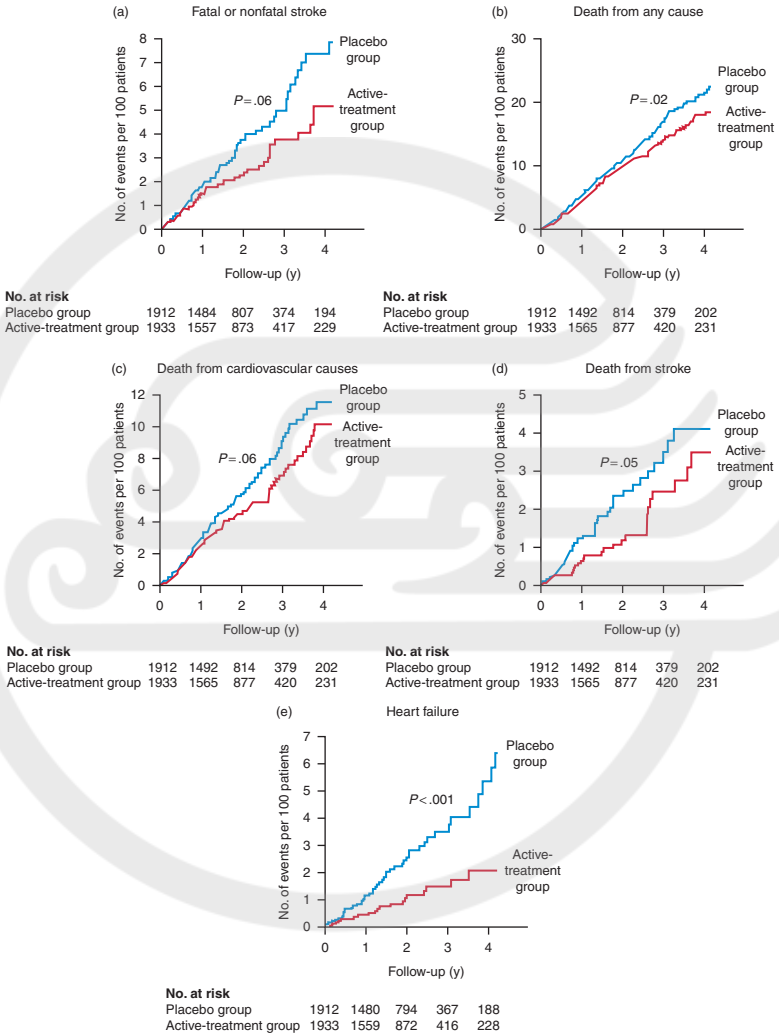 (a) Fatal or nonfatal stroke
No. of events per 100 patients
8
7
6
5
4
3
2
1
0
0 1 2 3 4
Follow-up (y)
P=.06
Placebo
group
Active-
treatment
group
No. at risk
Placebo group 1912 1484 807 374 194
Active-treatment group 1933 1557 873 417 229
(b) Death from any cause
No. of events per 100 patients
30
20
10
0
0 1 2 3 4
Follow-up (y)
P=.02
Placebo
group
Active-
treatment
group
No. at risk
Placebo group 1912 1492 814 379 202
Active-treatment group 1933 1565 877 420 231
(c) Death from cardiovascular causes
No. of events per 100 patients
12
10
8
6
4
2
0
0 1 2 3 4
Follow-up (y)
P=.06
Placebo
group
Active-
treatment
group
No. at risk
Placebo group 1912 1492 814 379 202
Active-treatment group 1933 1565 877 420 231
(d) Death from stroke
No. of events per 100 patients
5
4
3
2
1
0
0 1 2 3 4
Follow-up (y)
P=.05
Placebo
group
Active-
treatment
group
No. at risk
Placebo group 1912 1492 814 379 202
Active-treatment group 1933 1565 877 420 231
(e) Heart failure
No. of events per 100 patients
7
6
5
4
3
2
1
0
0 1 2 3 4
Follow-up (y)
P<.001
Placebo
group
Active-
treatment
group
No. at risk
Placebo group 1912 1480 794 367 188
Active-treatment group 1933 1559 872 416 228